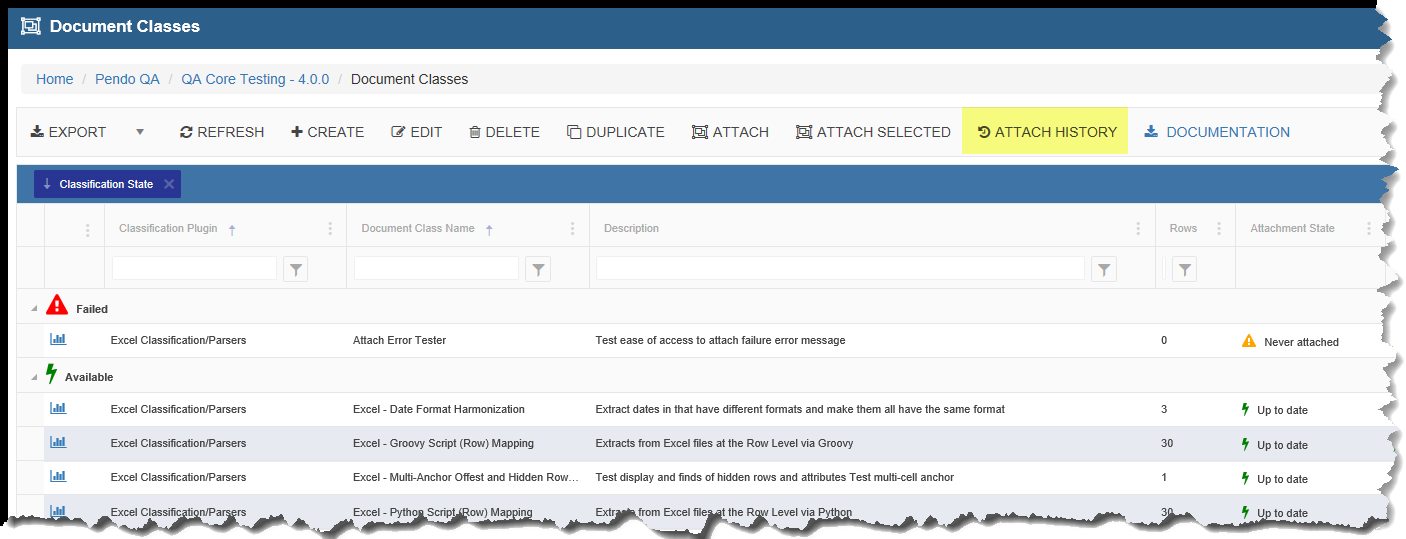 Document Classes
Home / Pendo QA / QA Core Testing - 4.0.0 / Document Classes
EXPORT REFRESH CREATE EDIT DELETE DUPLICATE ATTACH ATTACH SELECTED ATTACH HISTORY DOCUMENTATION
Classification State
Classification Plugin Document Class Name Description Rows Attachment State
Failed
Excel Classification/Parsers Attach Error Tester Test ease of access to attach failure error message 0 Never attached
Available
Excel Classification/Parsers Excel - Date Format Harmonization Extract dates in that have different formats and make them all have the same format 3 Up to date
Excel Classification/Parsers Excel - Groovy Script (Row) Mapping Extracts from Excel files at the Row Level via Groovy 30 Up to date
Excel Classification/Parsers Excel - Multi-Anchor Offest and Hidden Row... Test display and finds of hidden rows and attributes Test multi-cell anchor 1 Up to date
Excel Classification/Parsers Excel - Python Script (Row) Mapping Extracts from Excel files at the Row Level via Python 30 Up to date